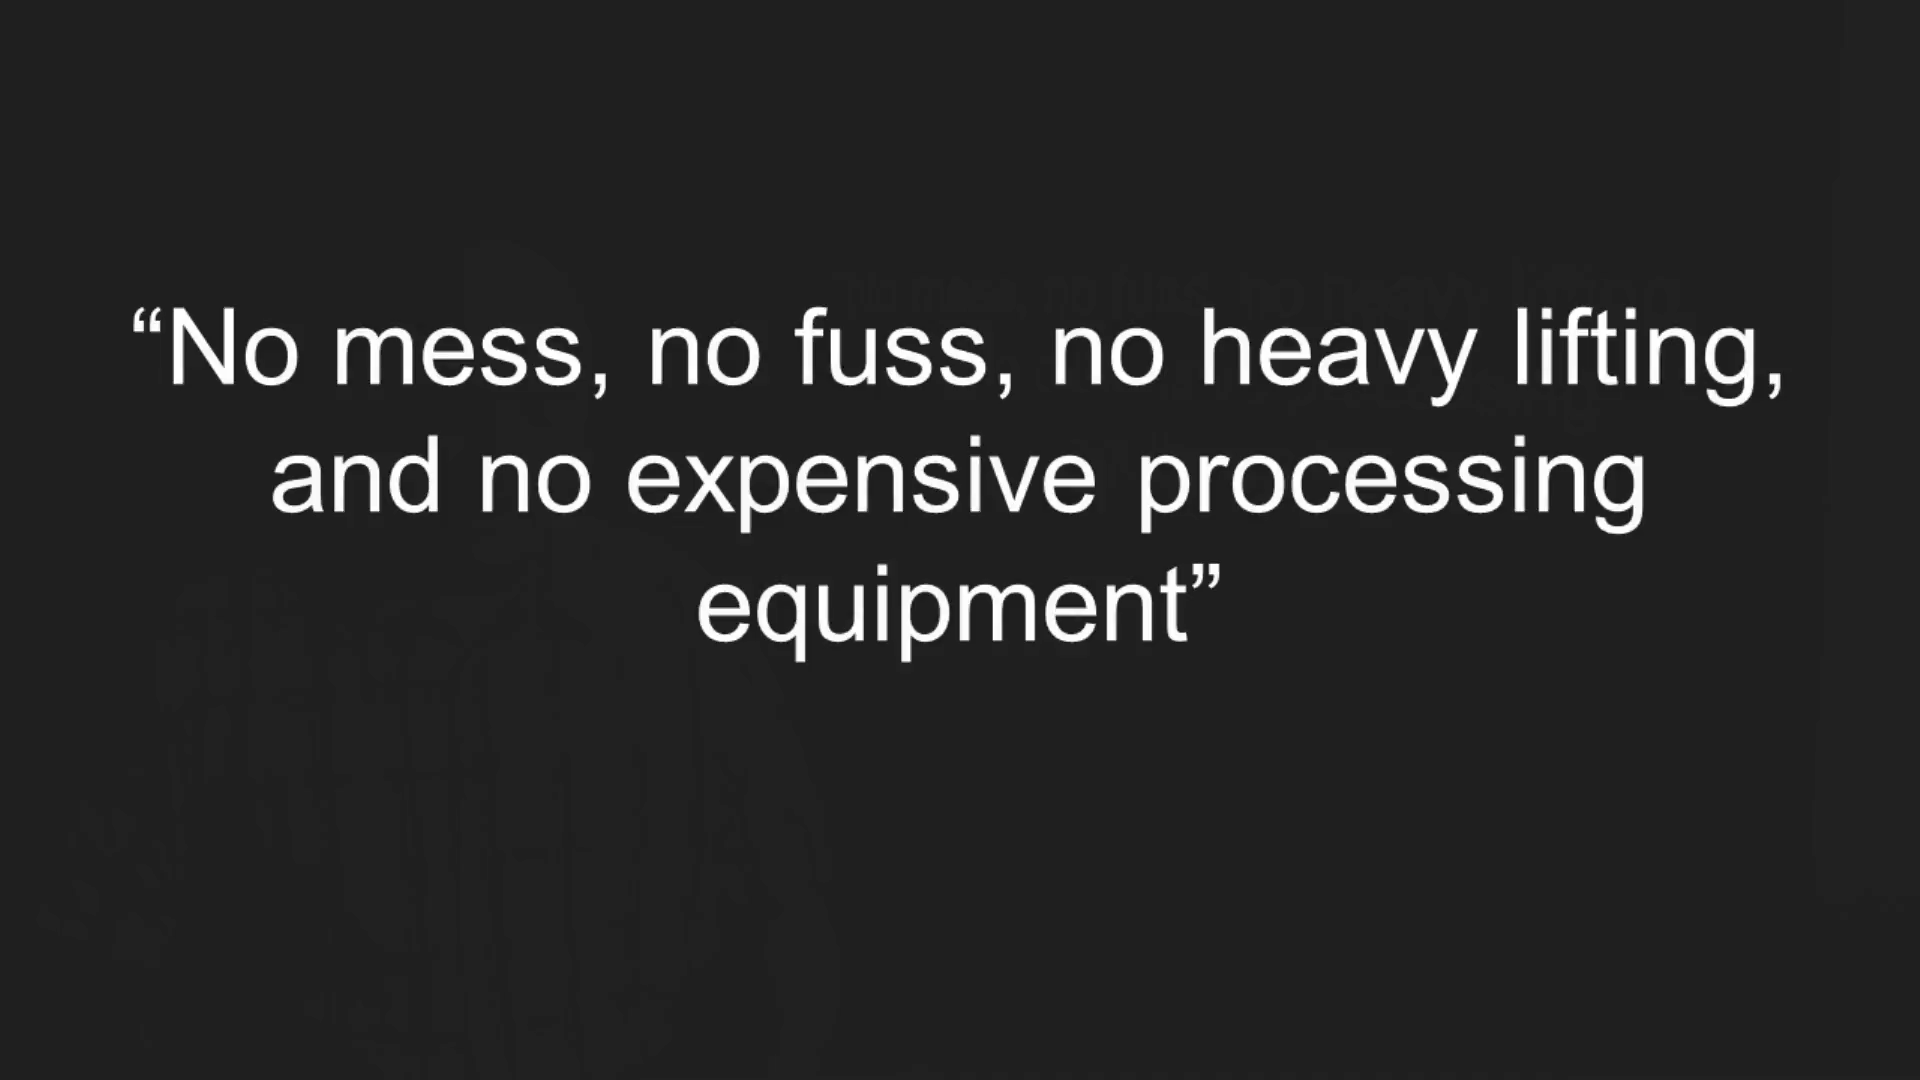 “No mess, no fuss, no heavy lifting,
and no expensive processing
equipment”